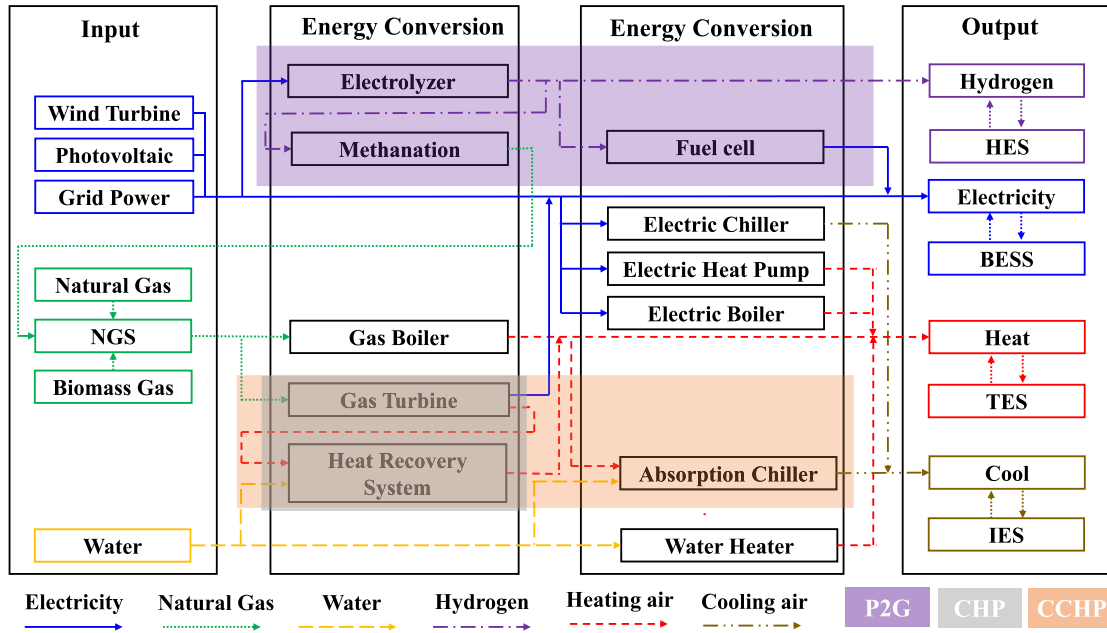 Input
Energy Conversion
Energy Conversion
Output
Wind Turbine
Photovoltaic
Grid Power
Natural Gas
NGS
Biomass Gas
Water
Electrolyzer
Methanation
Gas Boiler
Gas Turbine
Heat Recovery
System
Fuel cell
Electric Chiller
Electric Heat Pump
Electric Boiler
Absorption Chiller
Water Heater
Hydrogen
HES
Electricity
BESS
Heat
TES
Cool
IES
Electricity
Natural Gas
Water
Hydrogen
Heating air
Cooling air
P2G
CHP
CCHP